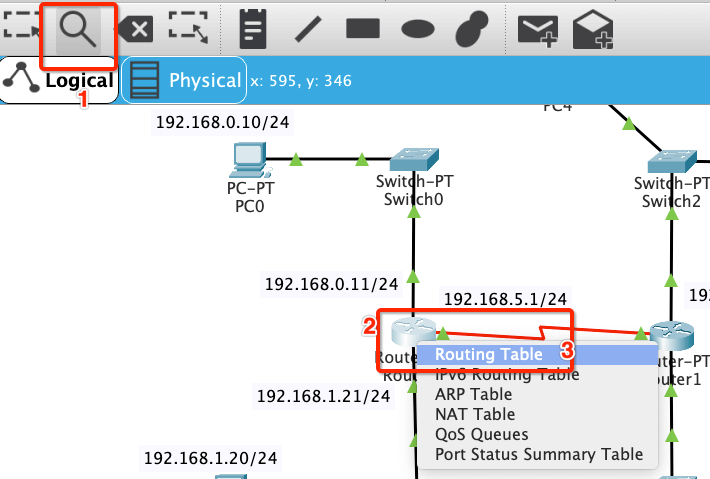 1
Logical
Physical
x: 595, y: 346
PC4
192.168.0.10/24
PC-PT
PC0
Switch-PT
Switch0
Switch-PT
Switch2
192.168.0.11/24
192.168.5.1/24
19
2
3
Route
Rou
uter-PT
outer1
Routing Table
IPv6 Routing Table
ARP Table
NAT Table
QoS Queues
Port Status Summary Table
192.168.1.21/24
192.168.1.20/24